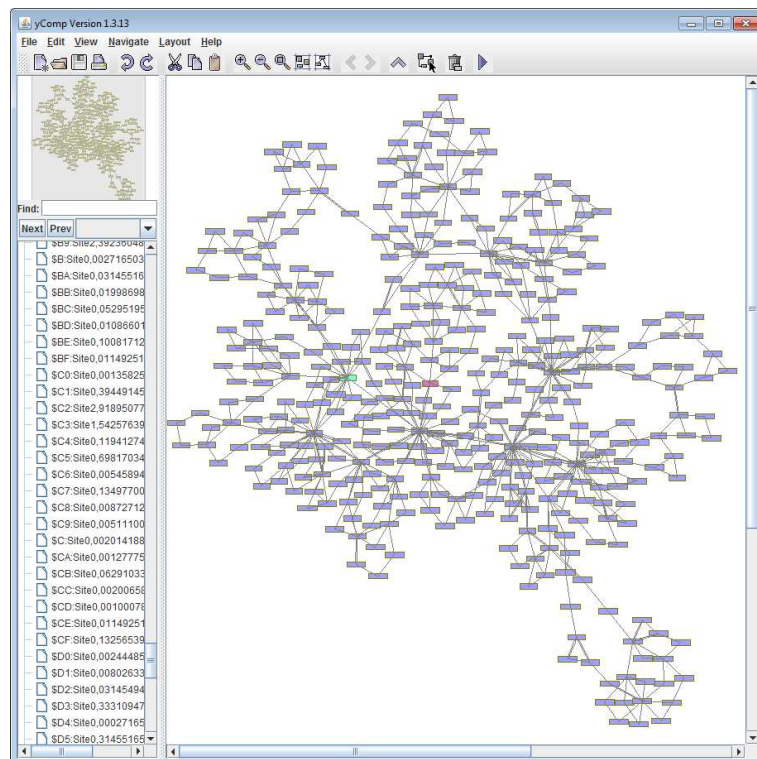 yComp Version 1.3.13
File Edit View Navigate Layout Help
Find:
Next Prev
$B9:Site2,39236048
$B:Site0,002716503
$BA:Site0,03145516
$BB:Site0,01998698
$BC:Site0,05295195
$BD:Site0,01086601
$BE:Site0,10081712
$BF:Site0,01149251
$C0:Site0,00135825
$C1:Site0,39449145
$C2:Site2,91895077
$C3:Site1,54257639
$C4:Site0,11941274
$C5:Site0,69817034
$C6:Site0,00545894
$C7:Site0,13497700
$C8:Site0,00872712
$C9:Site0,00511100
$C:Site0,002014188
$CA:Site0,00127775
$CB:Site0,06291033
$CC:Site0,00200658
$CD:Site0,00100078
$CE:Site0,01149251
$CF:Site0,13256539
$D0:Site0,00244485
$D1:Site0,00802633
$D2:Site0,03145494
$D3:Site0,33310947
$D4:Site0,00027165
$D5:Site0,31455165